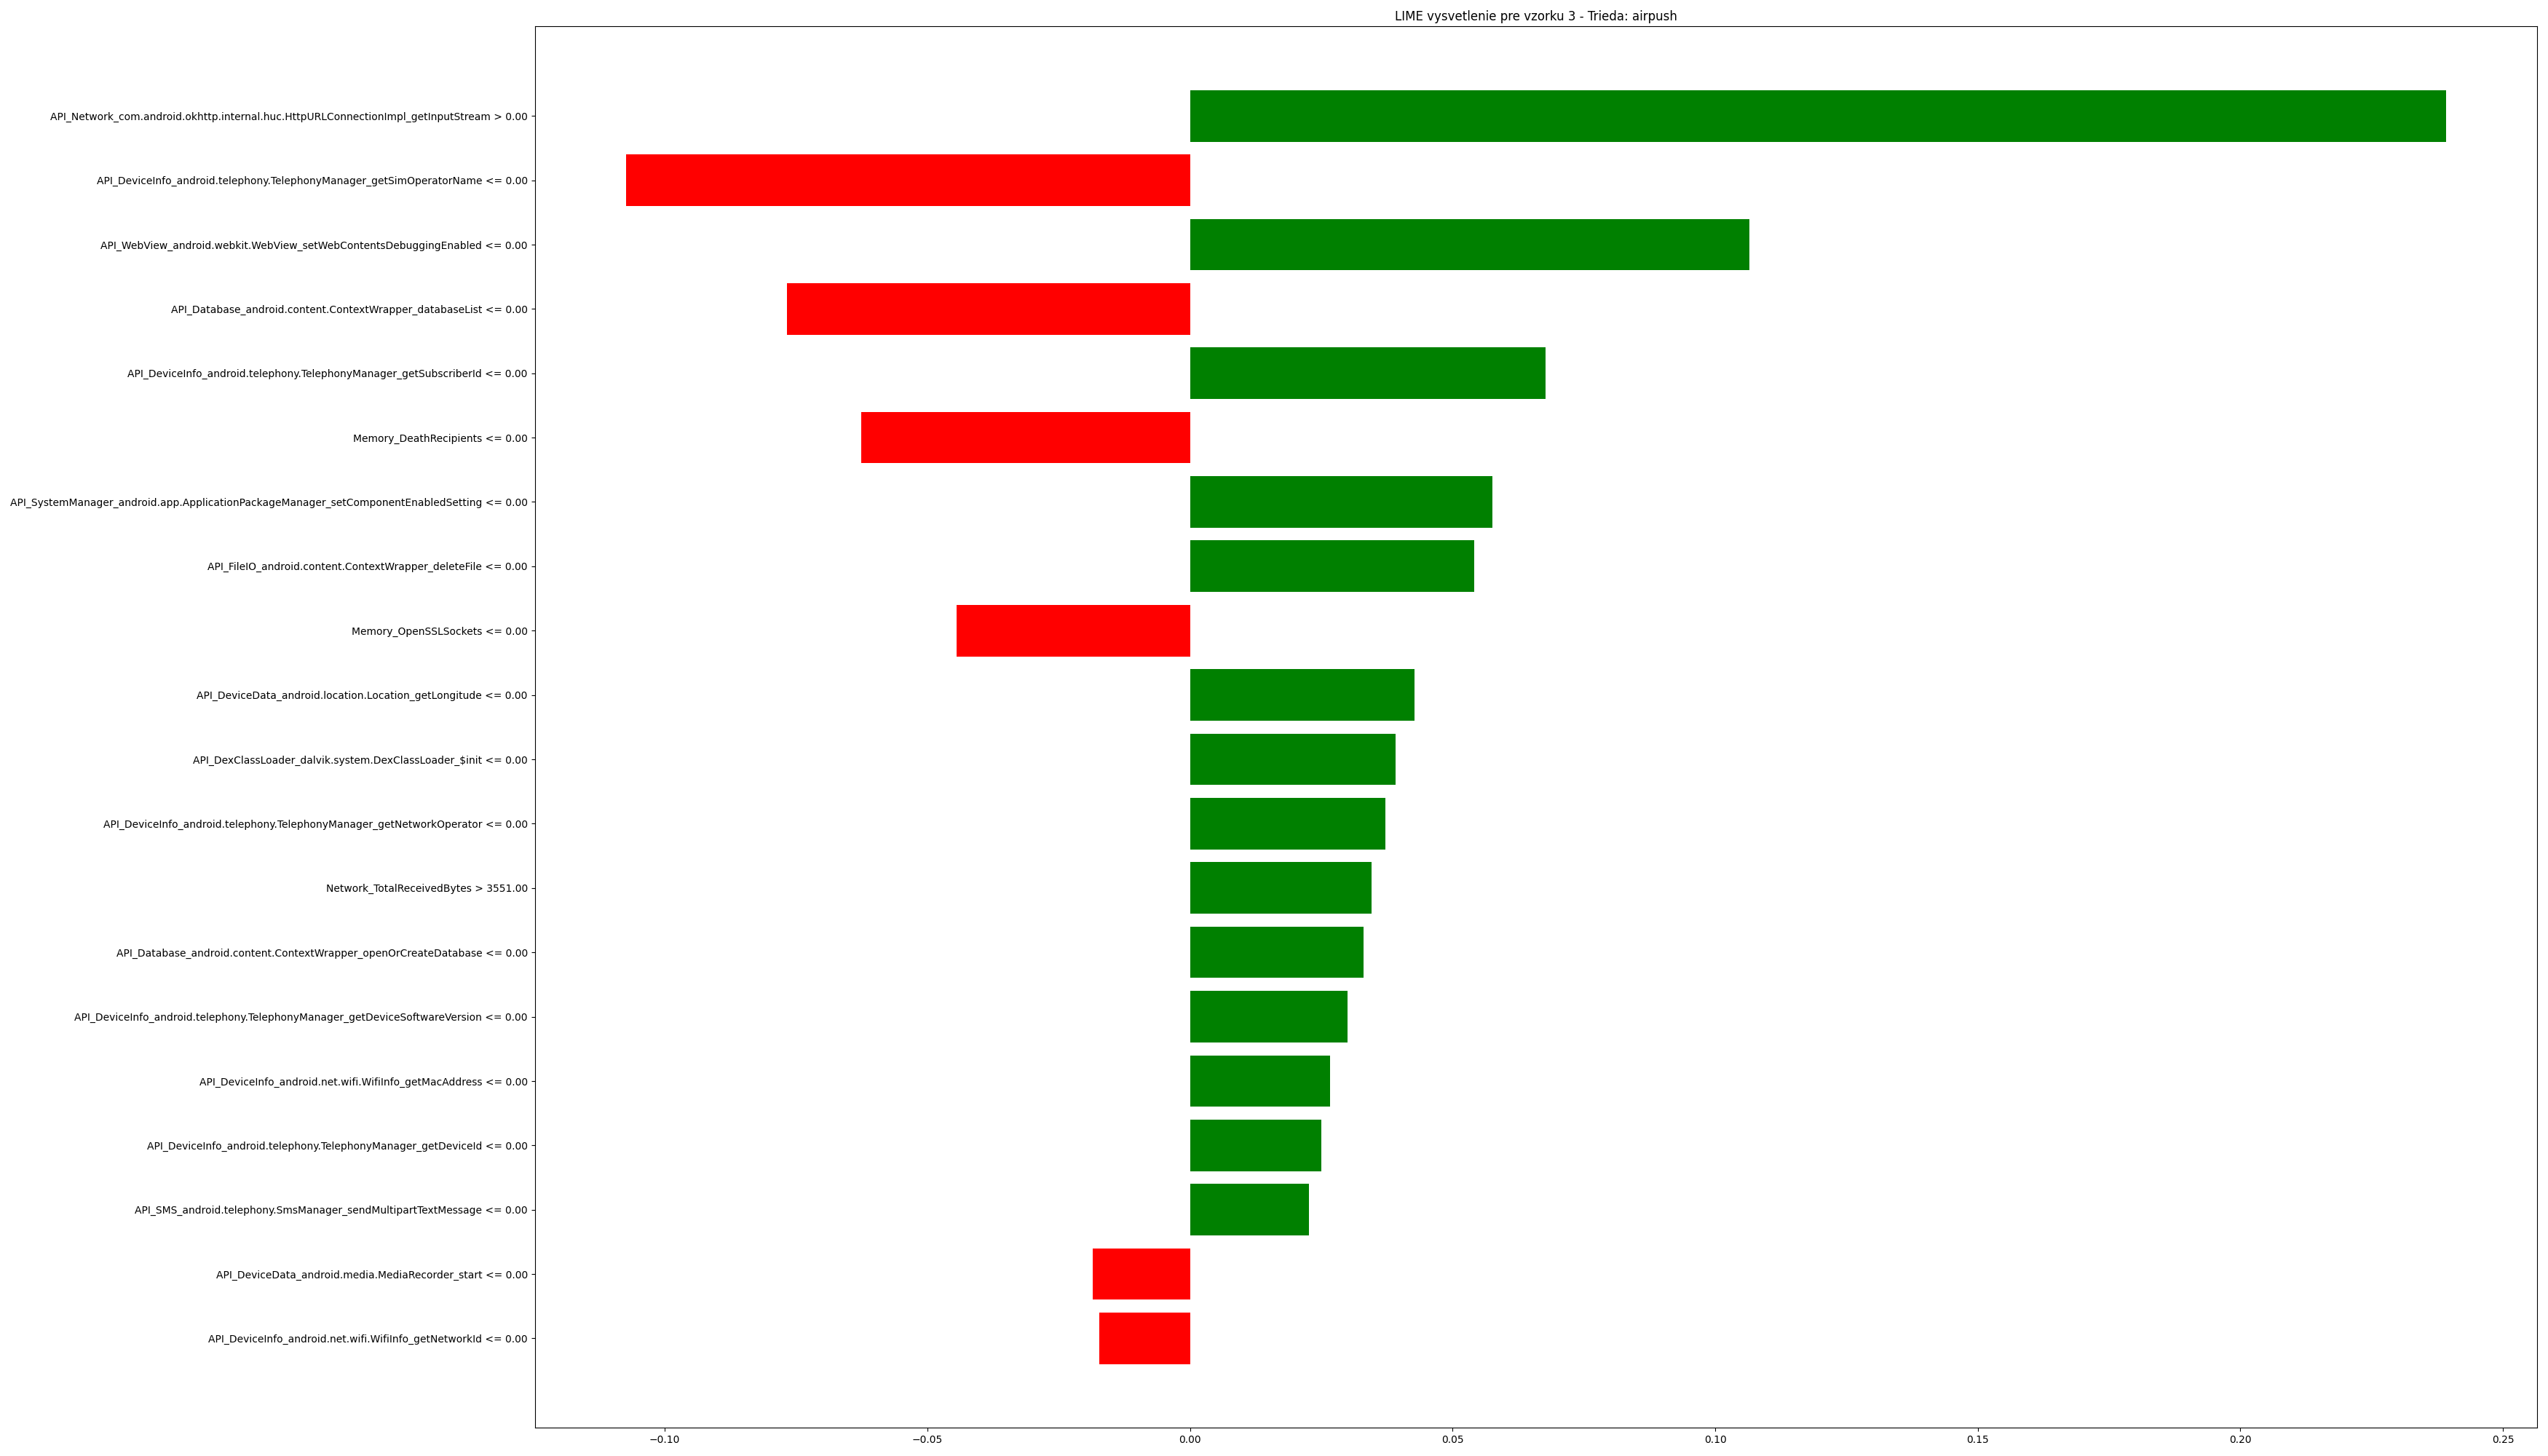 LIME vysvetlenie pre vzorku 3 - Trieda: airpush
API_Network_com.android.okhttp.internal.huc.HttpURLConnectionImpl_getInputStream > 0.00
API_DeviceInfo_android.telephony.TelephonyManager_getSimOperatorName <= 0.00
API_WebView_android.webkit.WebView_setWebContentsDebuggingEnabled <= 0.00
API_Database_android.content.ContextWrapper_databaseList <= 0.00
API_DeviceInfo_android.telephony.TelephonyManager_getSubscriberId <= 0.00
Memory_DeathRecipients <= 0.00
API_SystemManager_android.app.ApplicationPackageManager_setComponentEnabledSetting <= 0.00
API_FileIO_android.content.ContextWrapper_deleteFile <= 0.00
Memory_OpenSSLSockets <= 0.00
API_DeviceData_android.location.Location_getLongitude <= 0.00
API_DexClassLoader_dalvik.system.DexClassLoader_$init <= 0.00
API_DeviceInfo_android.telephony.TelephonyManager_getNetworkOperator <= 0.00
Network_TotalReceivedBytes > 3551.00
API_Database_android.content.ContextWrapper_openOrCreateDatabase <= 0.00
API_DeviceInfo_android.telephony.TelephonyManager_getDeviceSoftwareVersion <= 0.00
API_DeviceInfo_android.net.wifi.WifiInfo_getMacAddress <= 0.00
API_DeviceInfo_android.telephony.TelephonyManager_getDeviceId <= 0.00
API_SMS_android.telephony.SmsManager_sendMultipartTextMessage <= 0.00
API_DeviceData_android.media.MediaRecorder_start <= 0.00
API_DeviceInfo_android.net.wifi.WifiInfo_getNetworkId <= 0.00
−0.10 −0.05 0.00 0.05 0.10 0.15 0.20 0.25